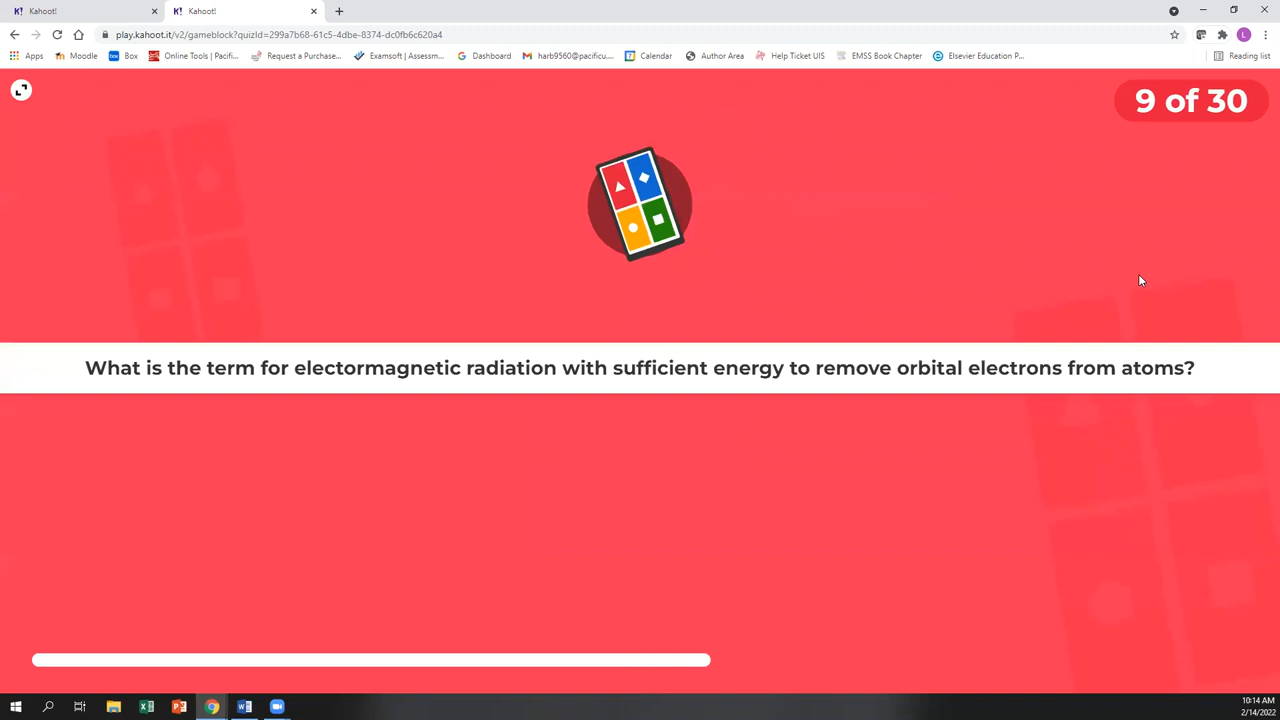 Kahoot!
Kahoot!
play.kahoot.it/v2/gameblock?quizId=299a7b68-61c5-4dbe-8374-dc0fb6c620a4
L
Apps Moodle Box Online Tools | Pacifi... Request a Purchase... Examsoft | Assessm... Dashboard harb9560@pacificu.... Calendar Author Area Help Ticket UIS EMSS Book Chapter Elsevier Education P... Reading list
9 of 30
What is the term for electormagnetic radiation with sufficient energy to remove orbital electrons from atoms?
10:14 AM
2/14/2022